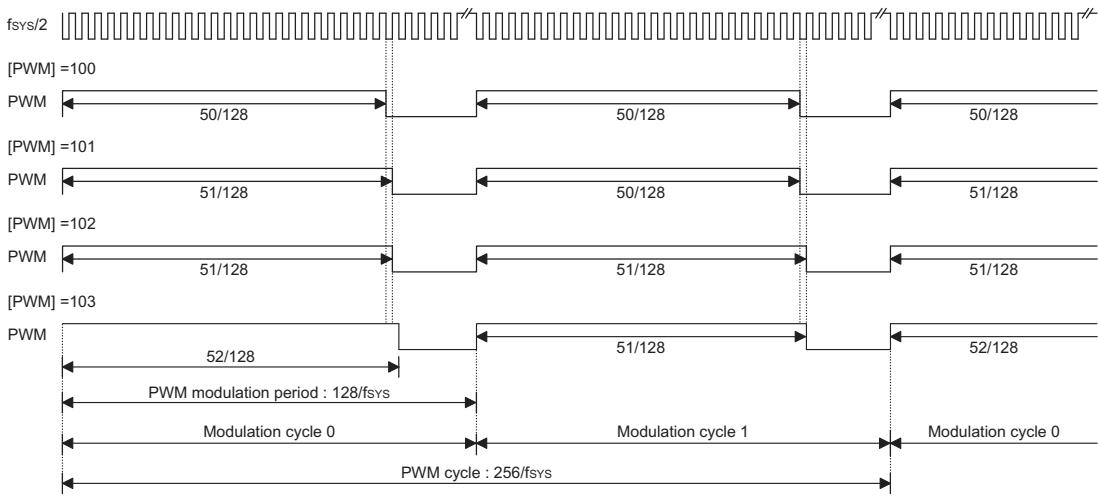 fSYS/2
[PWM] =100
PWM
50/128 50/128 50/128
[PWM] =101
PWM
51/128 50/128 51/128
[PWM] =102
PWM
51/128 51/128 51/128
[PWM] =103
PWM
52/128 51/128 52/128
PWM modulation period : 128/fSYS
Modulation cycle 0 Modulation cycle 1 Modulation cycle 0
PWM cycle : 256/fSYS